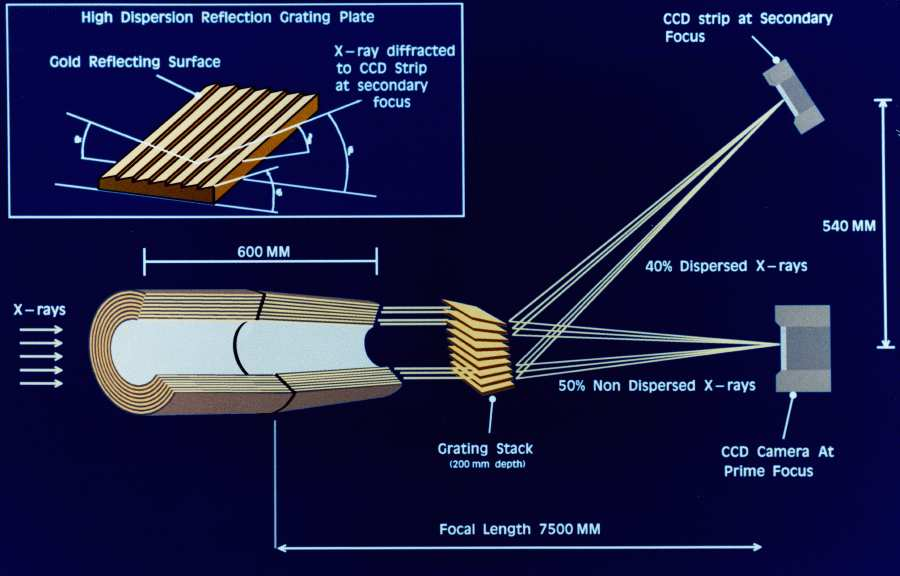 High Dispersion Reflection Grating Plate
Gold Reflecting Surface
X-ray diffracted
to CCD Strip
at secondary
focus
CCD strip at Secondary
Focus
540 MM
600 MM
40% Dispersed X-rays
X-rays
50% Non Dispersed X-rays
Grating Stack
(200 mm depth)
CCD Camera At
Prime Focus
Focal Length 7500 MM